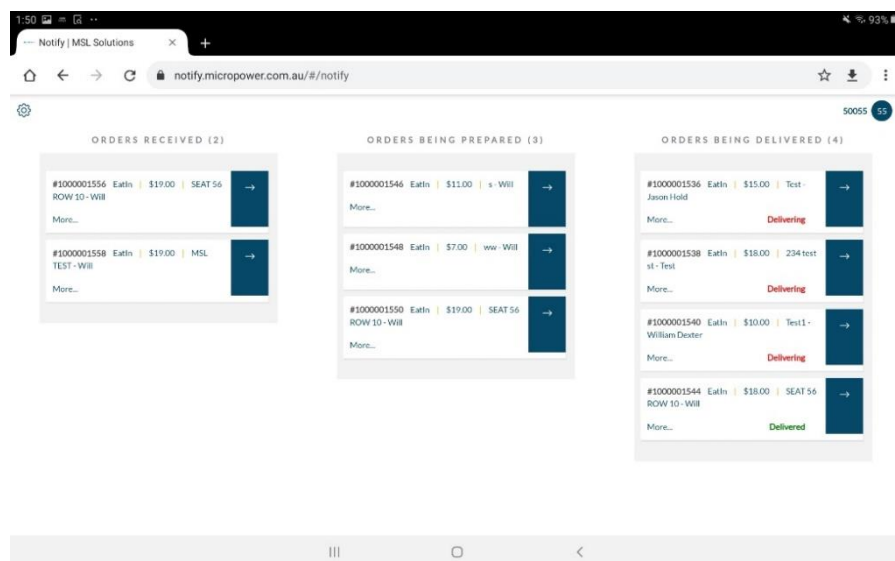 1:50
93%
Notify | MSL Solutions
notify.micropower.com.au/#/notify
50055 55
ORDERS RECEIVED (2)
#1000001556 EatIn | $19.00 | SEAT 56
ROW 10 - Will
More...
#1000001558 EatIn | $19.00 | MSL
TEST - Will
More...
ORDERS BEING PREPARED (3)
#1000001546 EatIn | $11.00 | s - Will
More...
#1000001548 EatIn | $7.00 | ww - Will
More...
#1000001550 EatIn | $19.00 | SEAT 56
ROW 10 - Will
More...
ORDERS BEING DELIVERED (4)
#1000001536 EatIn | $15.00 | Test -
Jason Hold
More... Delivering
#1000001538 EatIn | $18.00 | 234 text
st - Test
More... Delivering
#1000001540 EatIn | $10.00 | Test1 -
William Dexter
More... Delivering
#1000001544 EatIn | $18.00 | SEAT 56
ROW 10 - Will
More... Delivered